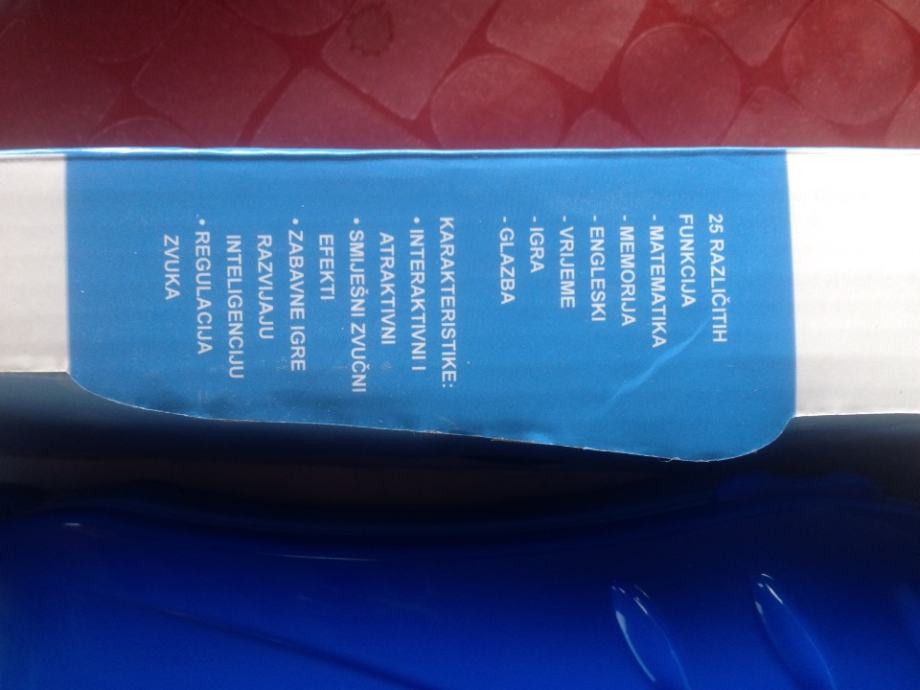 25 RAZLIČITIH
FUNKCIJA
- MATEMATIKA
- MEMORIJA
- ENGLESKI
- VRIJEME
- IGRA
- GLAZBA
KARAKTERISTIKE:
• INTERAKTIVNI I
ATRAKTIVNI
• SMIJEŠNI ZVUČNI
EFEKTI
• ZABAVNE IGRE
RAZVIJAJU
INTELIGENCIJU
• REGULACIJA
ZVUKA